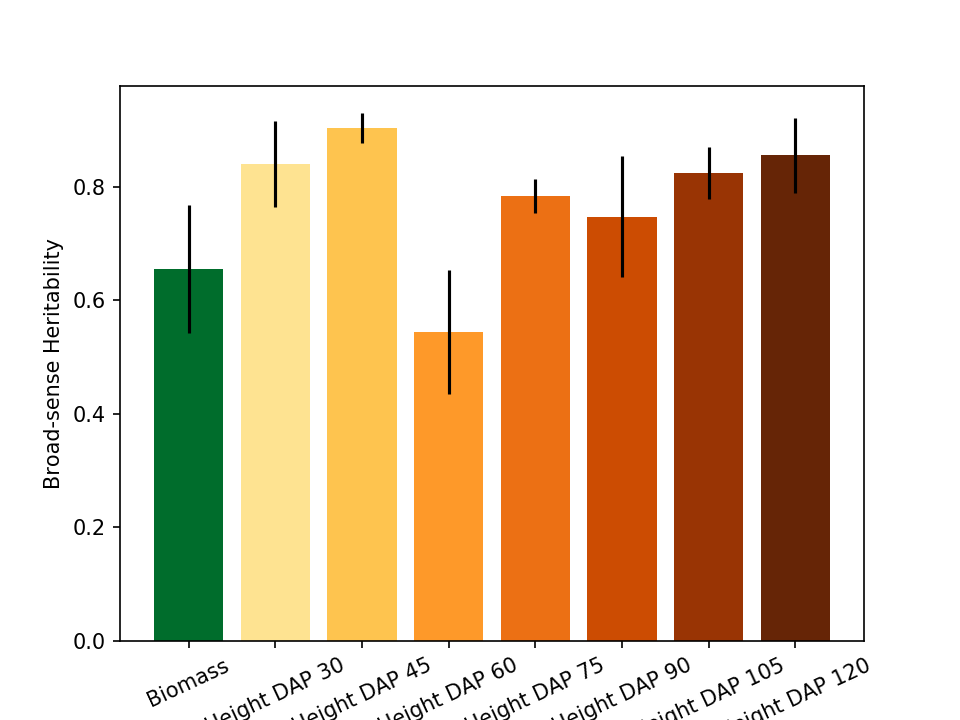 Broad-sense Heritability
0.8
0.6
0.4
0.2
0.0
Biomass
Height DAP 30
Height DAP 45
Height DAP 60
Height DAP 75
Height DAP 90
Height DAP 105
Height DAP 120